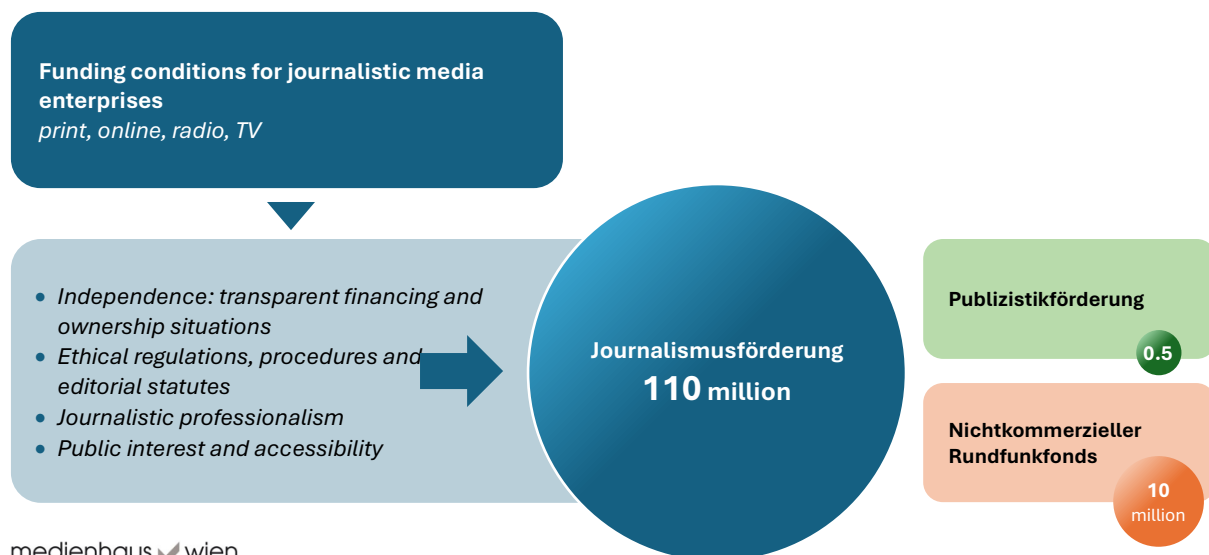 Funding conditions for journalistic media
enterprises
print, online, radio, TV
• Independence: transparent financing and
ownership situations
• Ethical regulations, procedures and
editorial statutes
• Journalistic professionalism
• Public interest and accessibility
Journalismusförderung
110 million
Publizistikförderung
0.5
Nichtkommerzieller
Rundfunkfonds
10
million
medienhaus wien